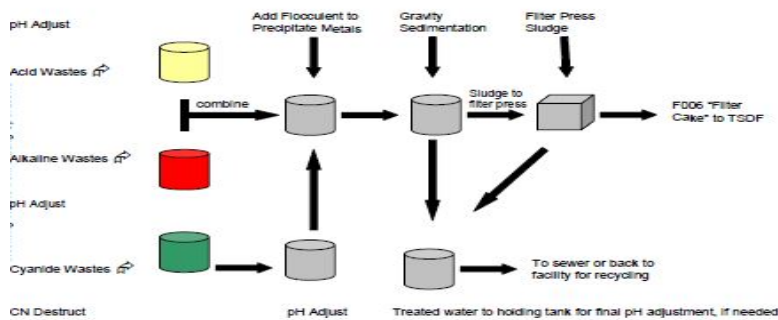 pH Adjust
Add Flocculent to
Precipitate Metals
Gravity
Sedimentation
Filter Press
Sludge
Acid Wastes
combine
Sludge to
filter press
F006 "Filter
Cake" to TSDF
Alkaline Wastes
pH Adjust
Cyanide Wastes
To sewer or back to
facility for recycling
CN Destruct
pH Adjust
Treated water to holding tank for final pH adjustment, if needed